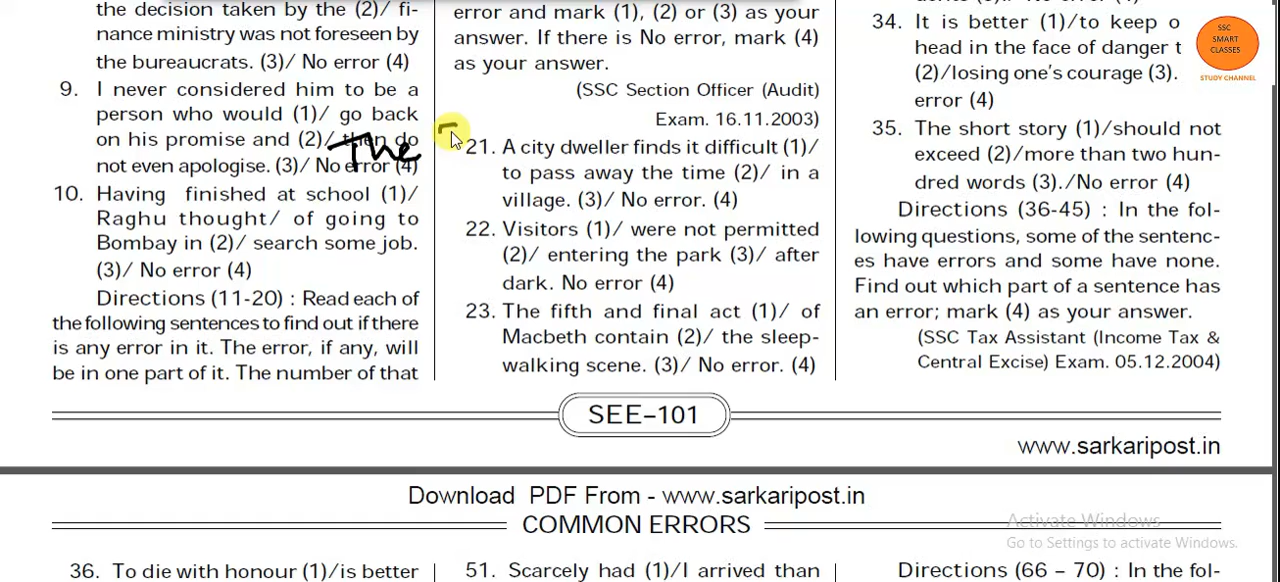 the decision taken by the (2)/ fi-
nance ministry was not foreseen by
the bureaucrats. (3)/ No error (4)
9. I never considered him to be a
person who would (1)/ go back
on his promise and (2)/ then do
not even apologise. (3)/ No error (4)
The
10. Having finished at school (1)/
Raghu thought/ of going to
Bombay in (2)/ search some job.
(3)/ No error (4)
Directions (11-20) : Read each of
the following sentences to find out if there
is any error in it. The error, if any, will
be in one part of it. The number of that
error and mark (1), (2) or (3) as your
answer. If there is No error, mark (4)
as your answer.
(SSC Section Officer (Audit)
Exam. 16.11.2003)
21. A city dweller finds it difficult (1)/
to pass away the time (2)/ in a
village. (3)/ No error. (4)
22. Visitors (1)/ were not permitted
(2)/ entering the park (3)/ after
dark. No error (4)
23. The fifth and final act (1)/ of
Macbeth contain (2)/ the sleep-
walking scene. (3)/ No error. (4)
34. It is better (1)/to keep o
head in the face of danger t
(2)/losing one's courage (3).
error (4)
35. The short story (1)/should not
exceed (2)/more than two hun-
dred words (3)./No error (4)
Directions (36-45) : In the fol-
lowing questions, some of the sentenc-
es have errors and some have none.
Find out which part of a sentence has
an error; mark (4) as your answer.
(SSC Tax Assistant (Income Tax &
Central Excise) Exam. 05.12.2004)
SSC
SMART
CLASSES
STUDY CHANNEL
SEE–101
www.sarkaripost.in
Download PDF From - www.sarkaripost.in
COMMON ERRORS
Activate Windows
Go to Settings to activate Windows.
36. To die with honour (1)/is better
51. Scarcely had (1)/I arrived than
Directions (66 – 70) : In the fol-